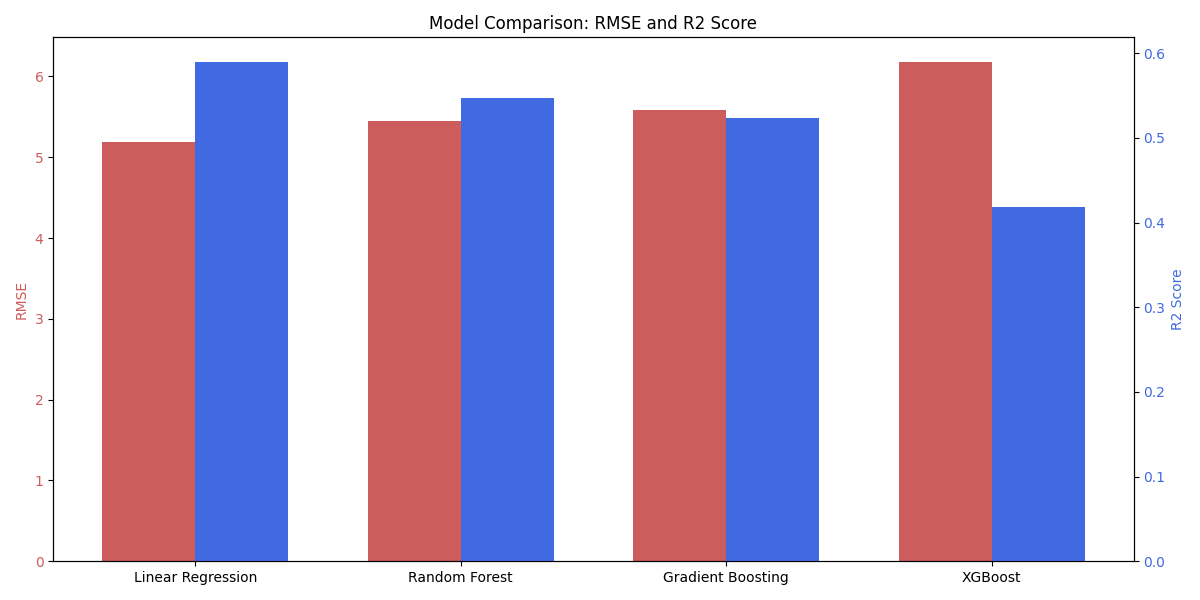 Model Comparison: RMSE and R2 Score
6
5
4
3
2
1
0
RMSE
0.6
0.5
0.4
0.3
0.2
0.1
0.0
R2 Score
Linear Regression
Random Forest
Gradient Boosting
XGBoost